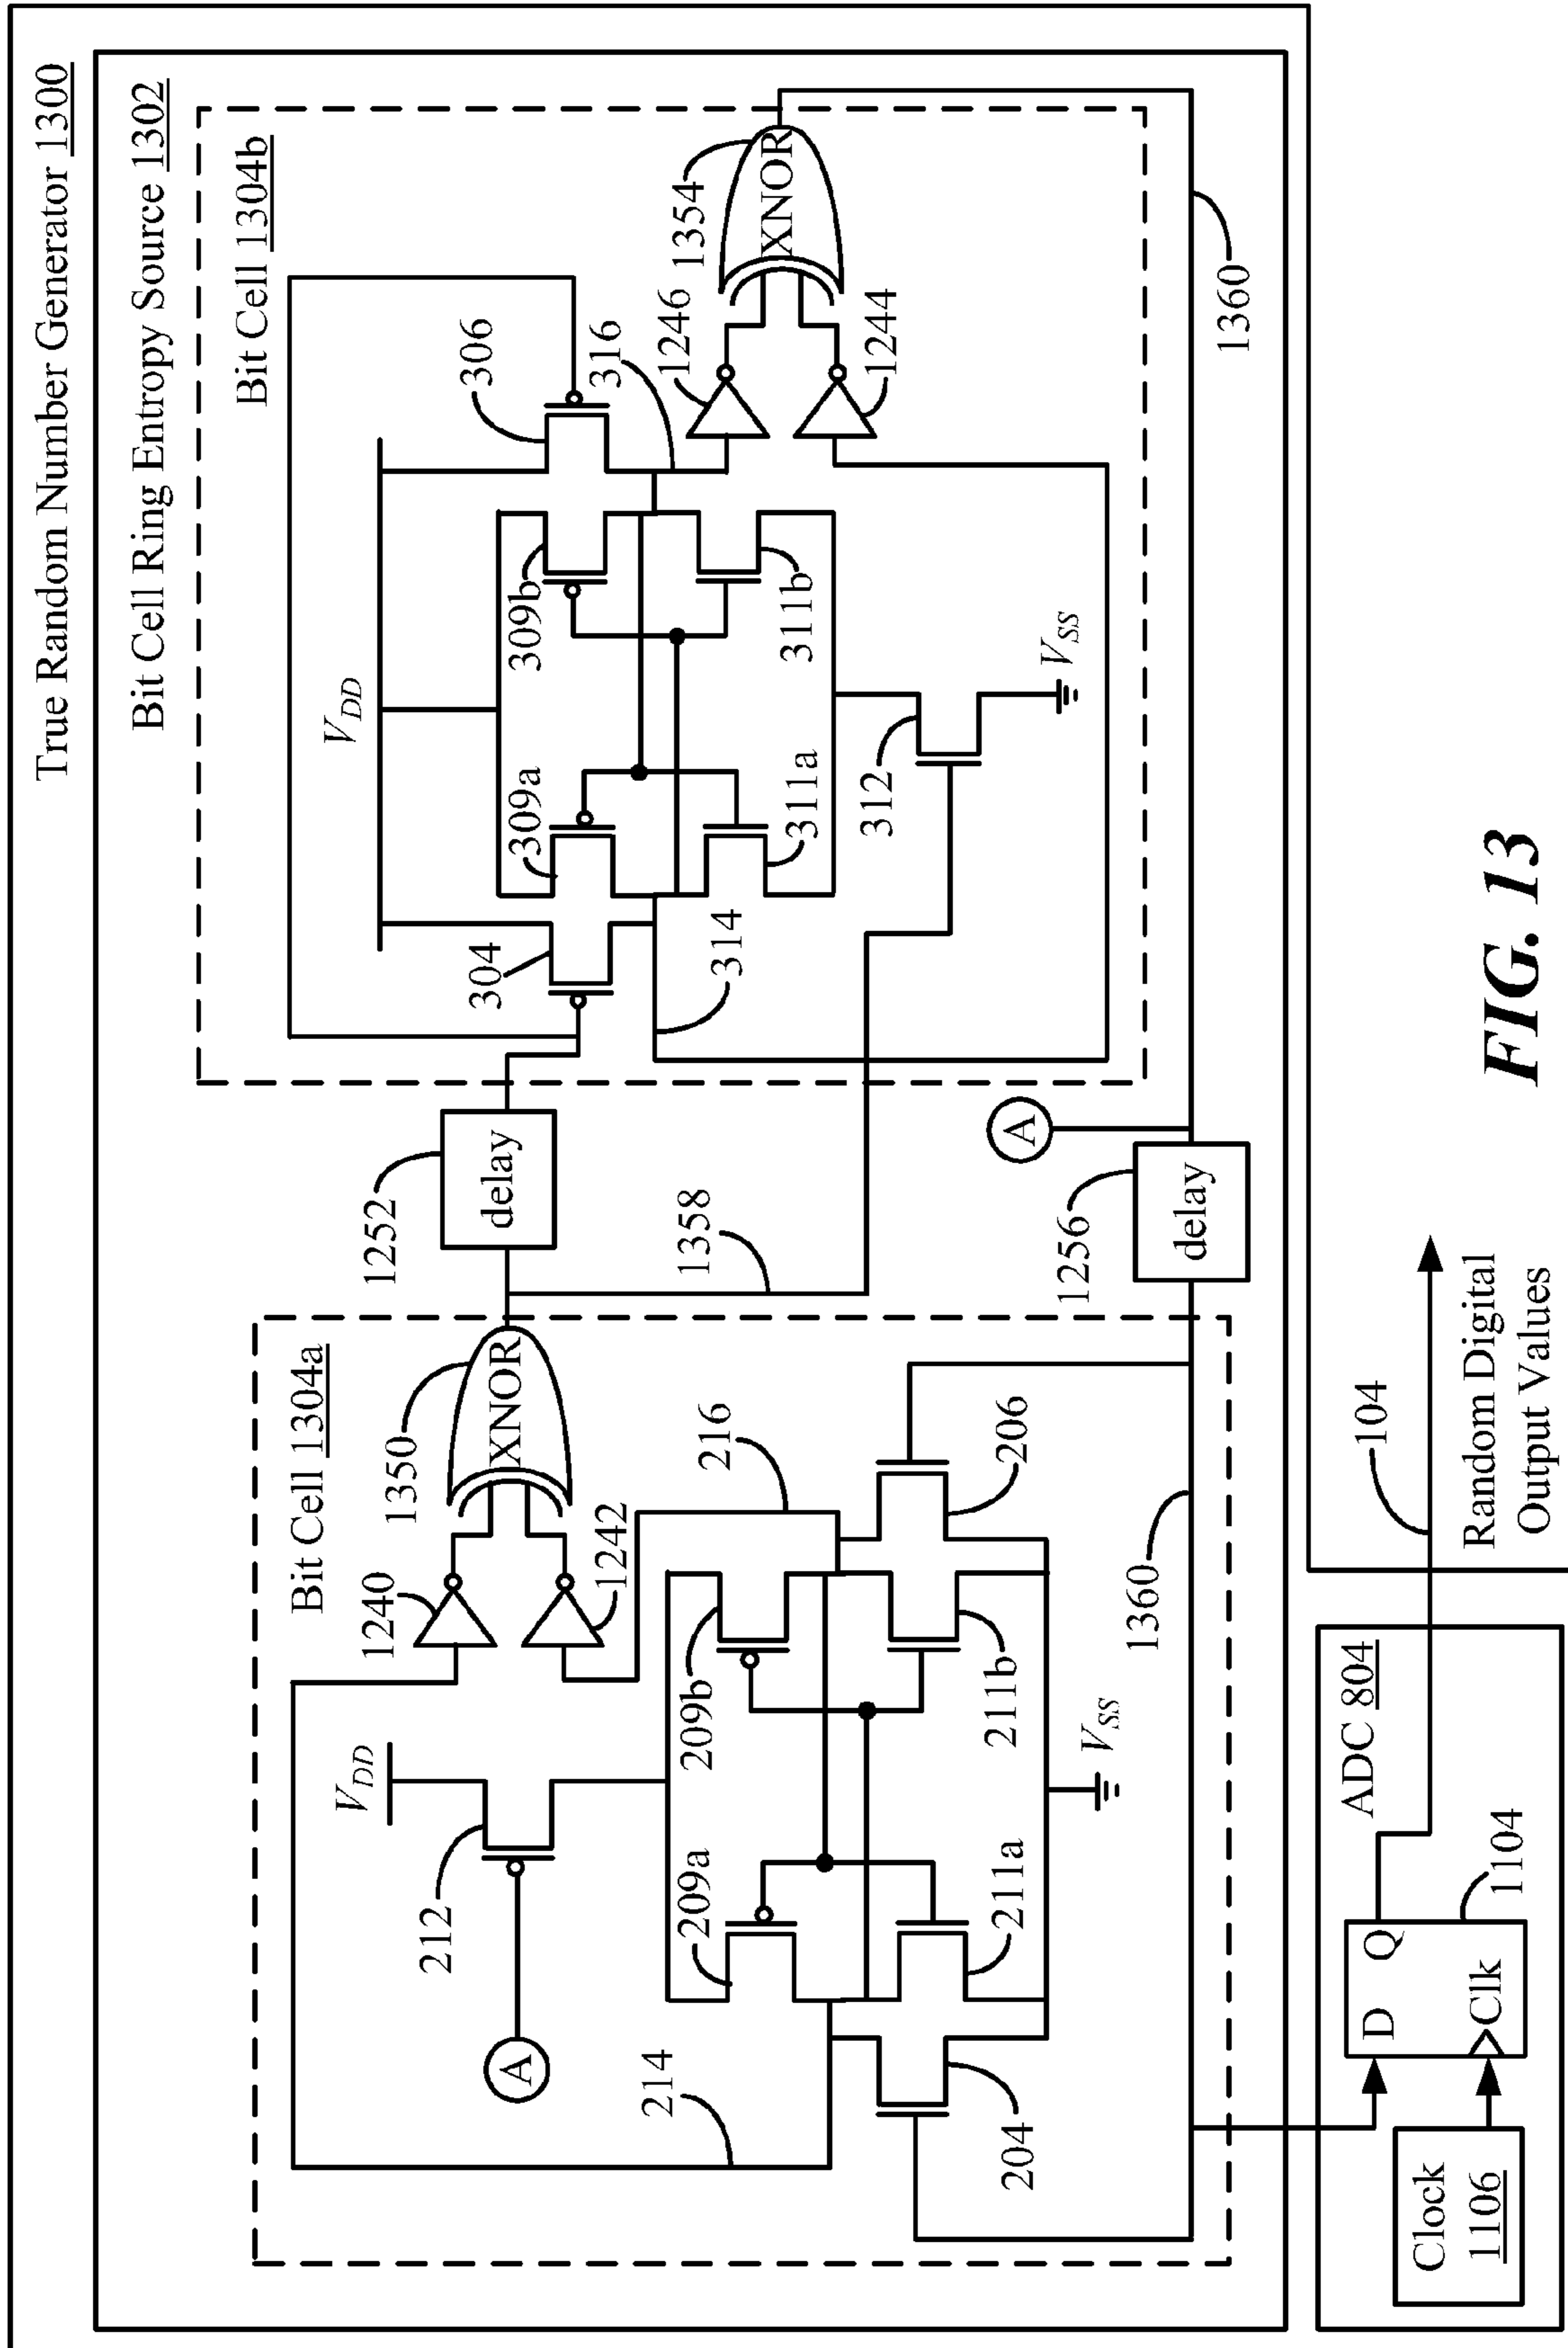 True Random Number Generator 1300
Bit Cell Ring Entropy Source 1302
Bit Cell 1304a
1240
1350
XNOR
1242
V_DD
212
A
214
216
209a
209b
211a
211b
204
206
V_SS
1360
1252
delay
1358
A
1256
delay
Bit Cell 1304b
V_DD
304
306
309a
309b
314
316
311a
311b
312
V_SS
1246
1354
XNOR
1244
1360
ADC 804
Clock
1106
D
Q
Clk
1104
104
Random Digital
Output Values
FIG. 13